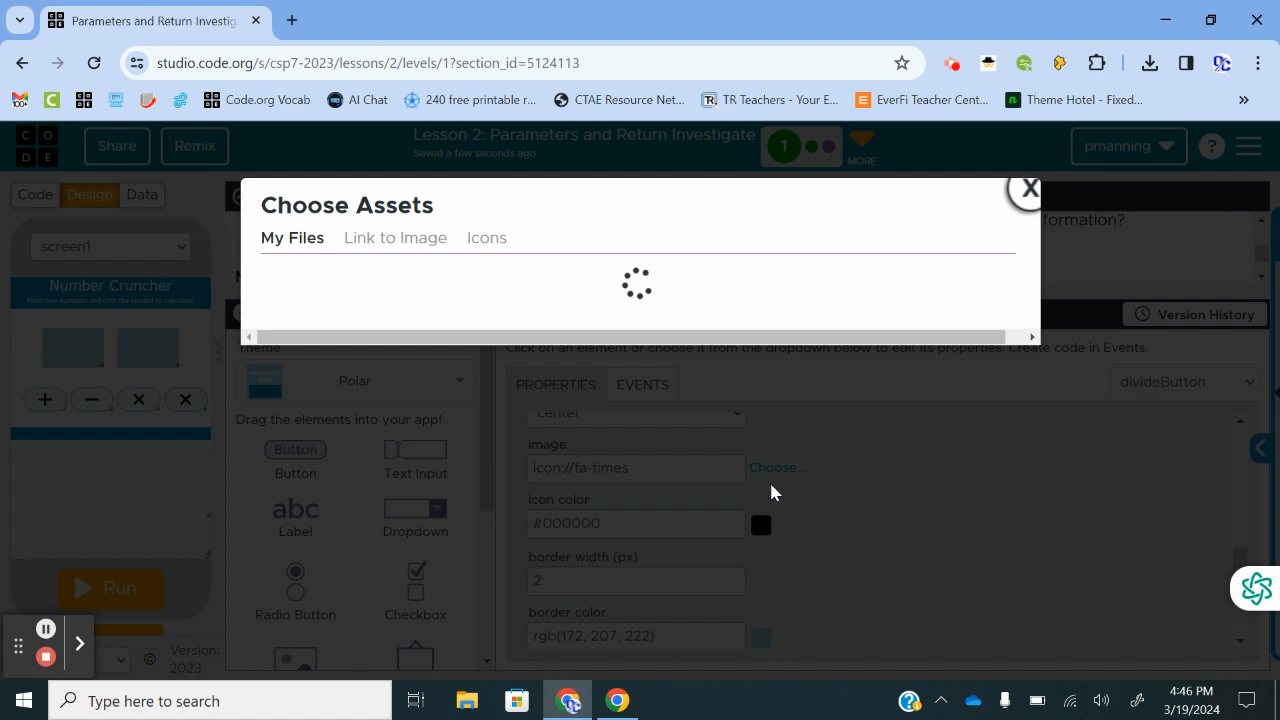 Parameters and Return Investig
studio.code.org/s/csp7-2023/lessons/2/levels/1?section_id=5124113
Code.org Vocab
AI Chat
240 free printable r...
CTAE Resource Net...
TR Teachers - Your E...
EverFi Teacher Cent...
Theme Hotel - Fixed...
C O
D E
Share
Remix
Lesson 2: Parameters and Return Investigate
Saved a few seconds ago
1
MORE
pmanning
?
Code
Design
Data
Choose Assets
X
My Files
Link to Image
Icons
formation?
screen1
Number Cruncher
Enter two numbers and click the symbol to calculate!
Version History
Theme
Click on an element or choose it from the dropdown below to edit its properties. Create code in Events.
Polar
PROPERTIES
EVENTS
divideButton
Drag the elements into your app!
center
image
icon://fa-times
Choose...
Button
Button
Text Input
icon color
#000000
abc
Label
Dropdown
border width (px)
2
Run
Radio Button
Checkbox
border color
rgb(172, 207, 222)
©
Version:
2023
Type here to search
4:46 PM
3/19/2024